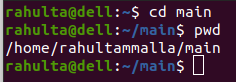 rahulta@dell:~$ cd main
rahulta@dell:~/main$ pwd
/home/rahultammalla/main
rahulta@dell:~/main$